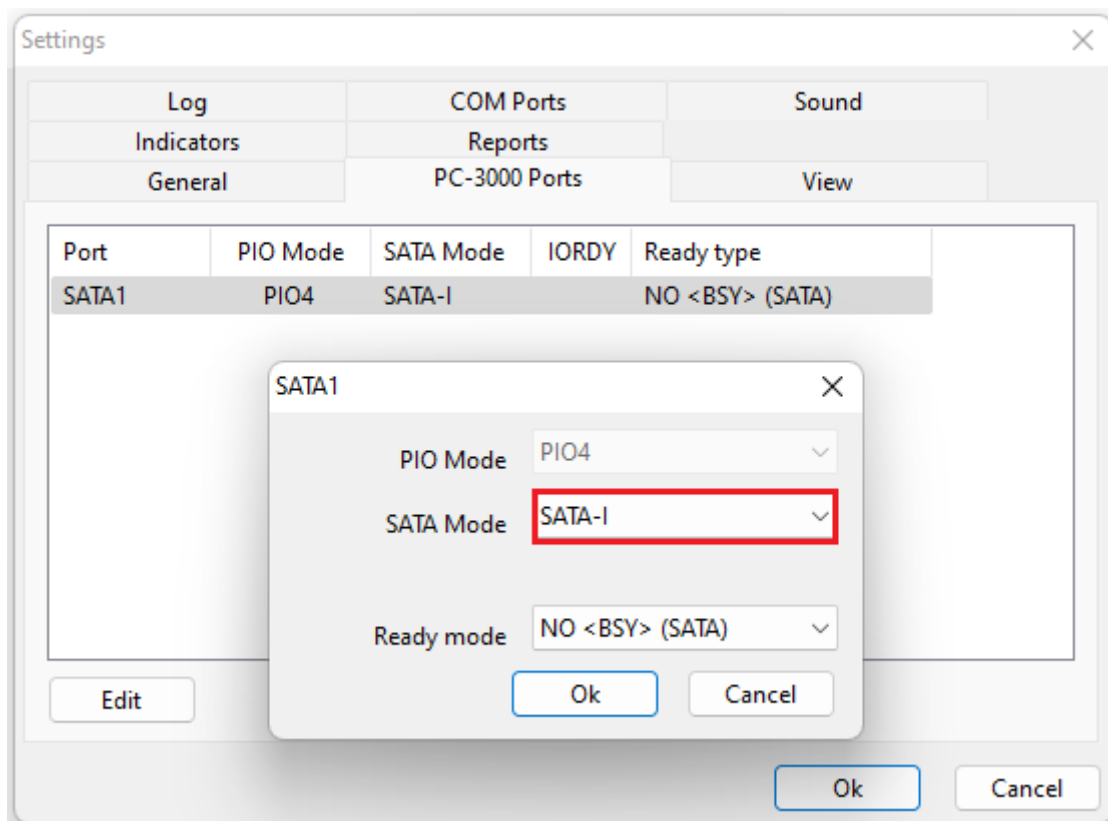 Settings
Log COM Ports Sound
Indicators Reports
General PC-3000 Ports View
Port PIO Mode SATA Mode IORDY Ready type
SATA1 PIO4 SATA-I NO <BSY> (SATA)
SATA1
PIO Mode PIO4
SATA Mode SATA-I
Ready mode NO <BSY> (SATA)
Ok Cancel
Edit
Ok Cancel